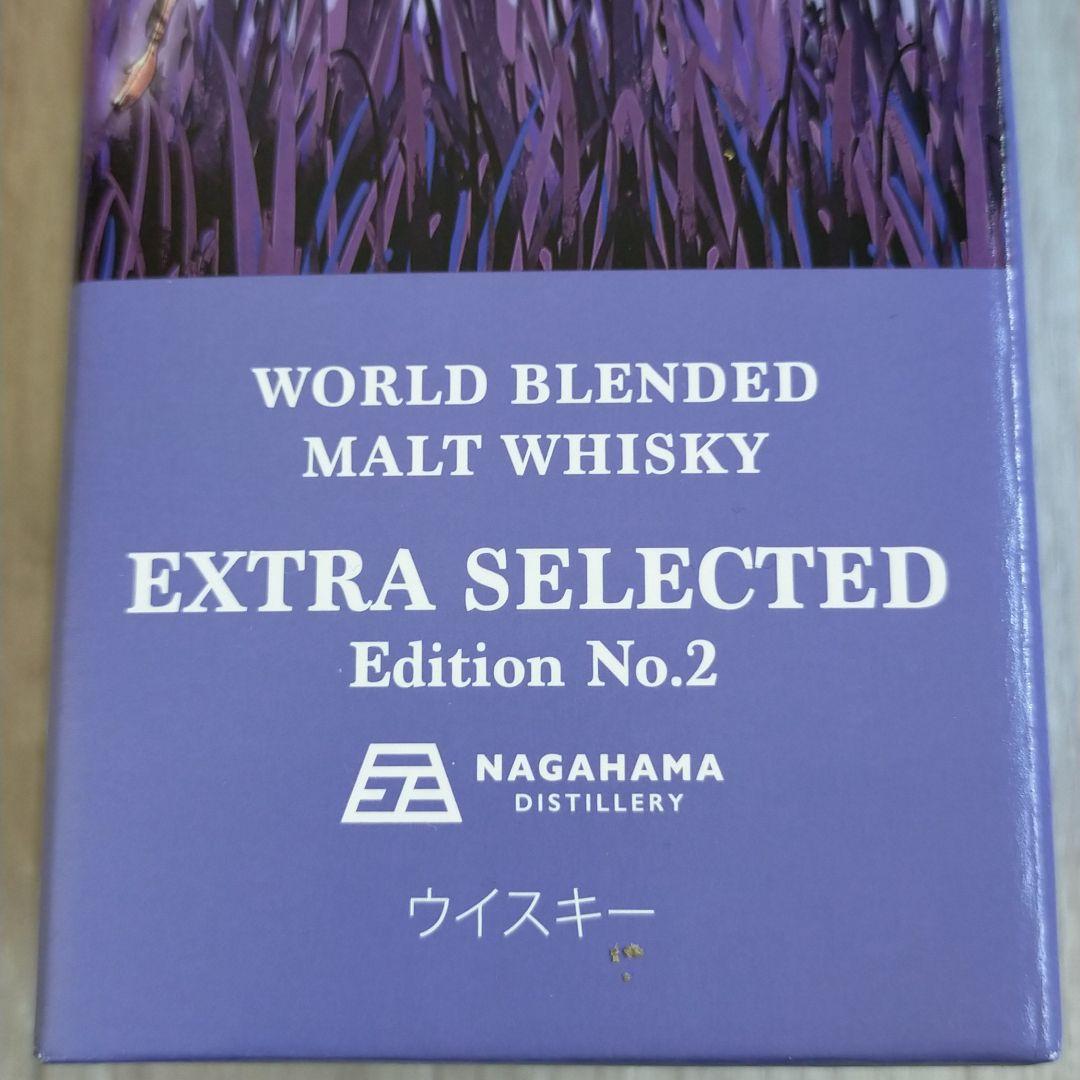 WORLD BLENDED
MALT WHISKY
EXTRA SELECTED
Edition No.2
NAGAHAMA
DISTILLERY
ウイスキー